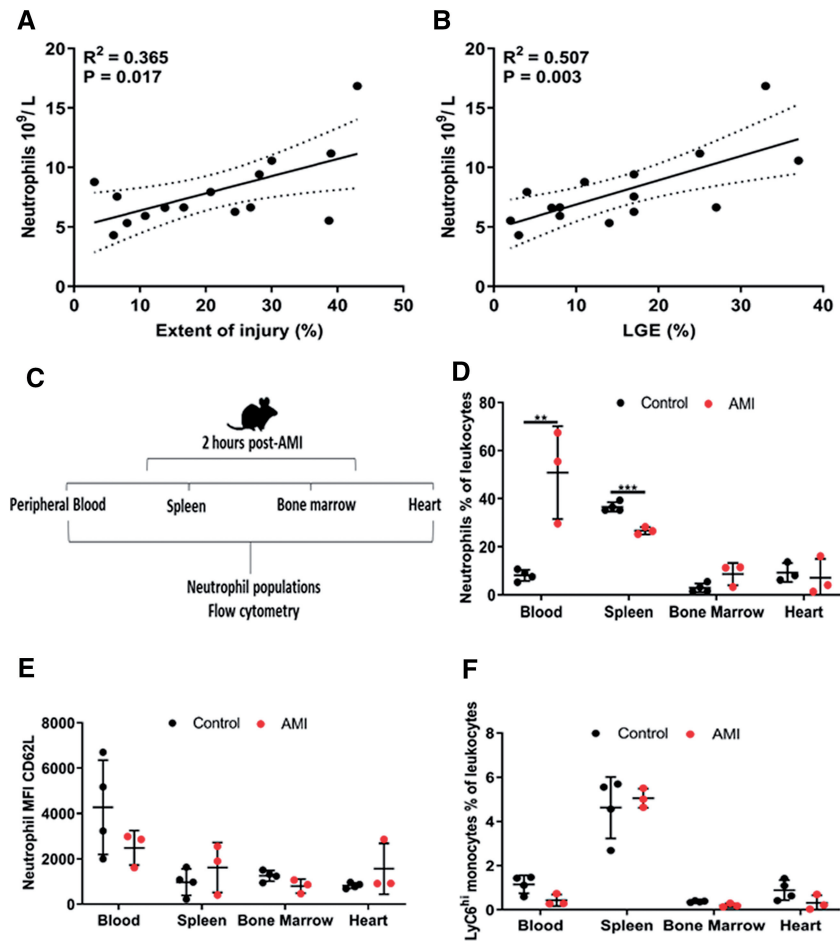 A
R² = 0.365
P = 0.017
Neutrophils 10⁹/ L
20
15
10
5
0
0 10 20 30 40 50
Extent of injury (%)
B
R² = 0.507
P = 0.003
Neutrophils 10⁹/ L
20
15
10
5
0
0 10 20 30 40
LGE (%)
C
2 hours post-AMI
Peripheral Blood Spleen Bone marrow Heart
Neutrophil populations
Flow cytometry
D
Control AMI
Neutrophils % of leukocytes
80
60
40
20
0
**
***
Blood Spleen Bone Marrow Heart
E
Control AMI
Neutrophil MFI CD62L
8000
6000
4000
2000
0
Blood Spleen Bone Marrow Heart
F
Control AMI
LyC6ʰⁱ monocytes % of leukocytes
8
6
4
2
0
Blood Spleen Bone Marrow Heart